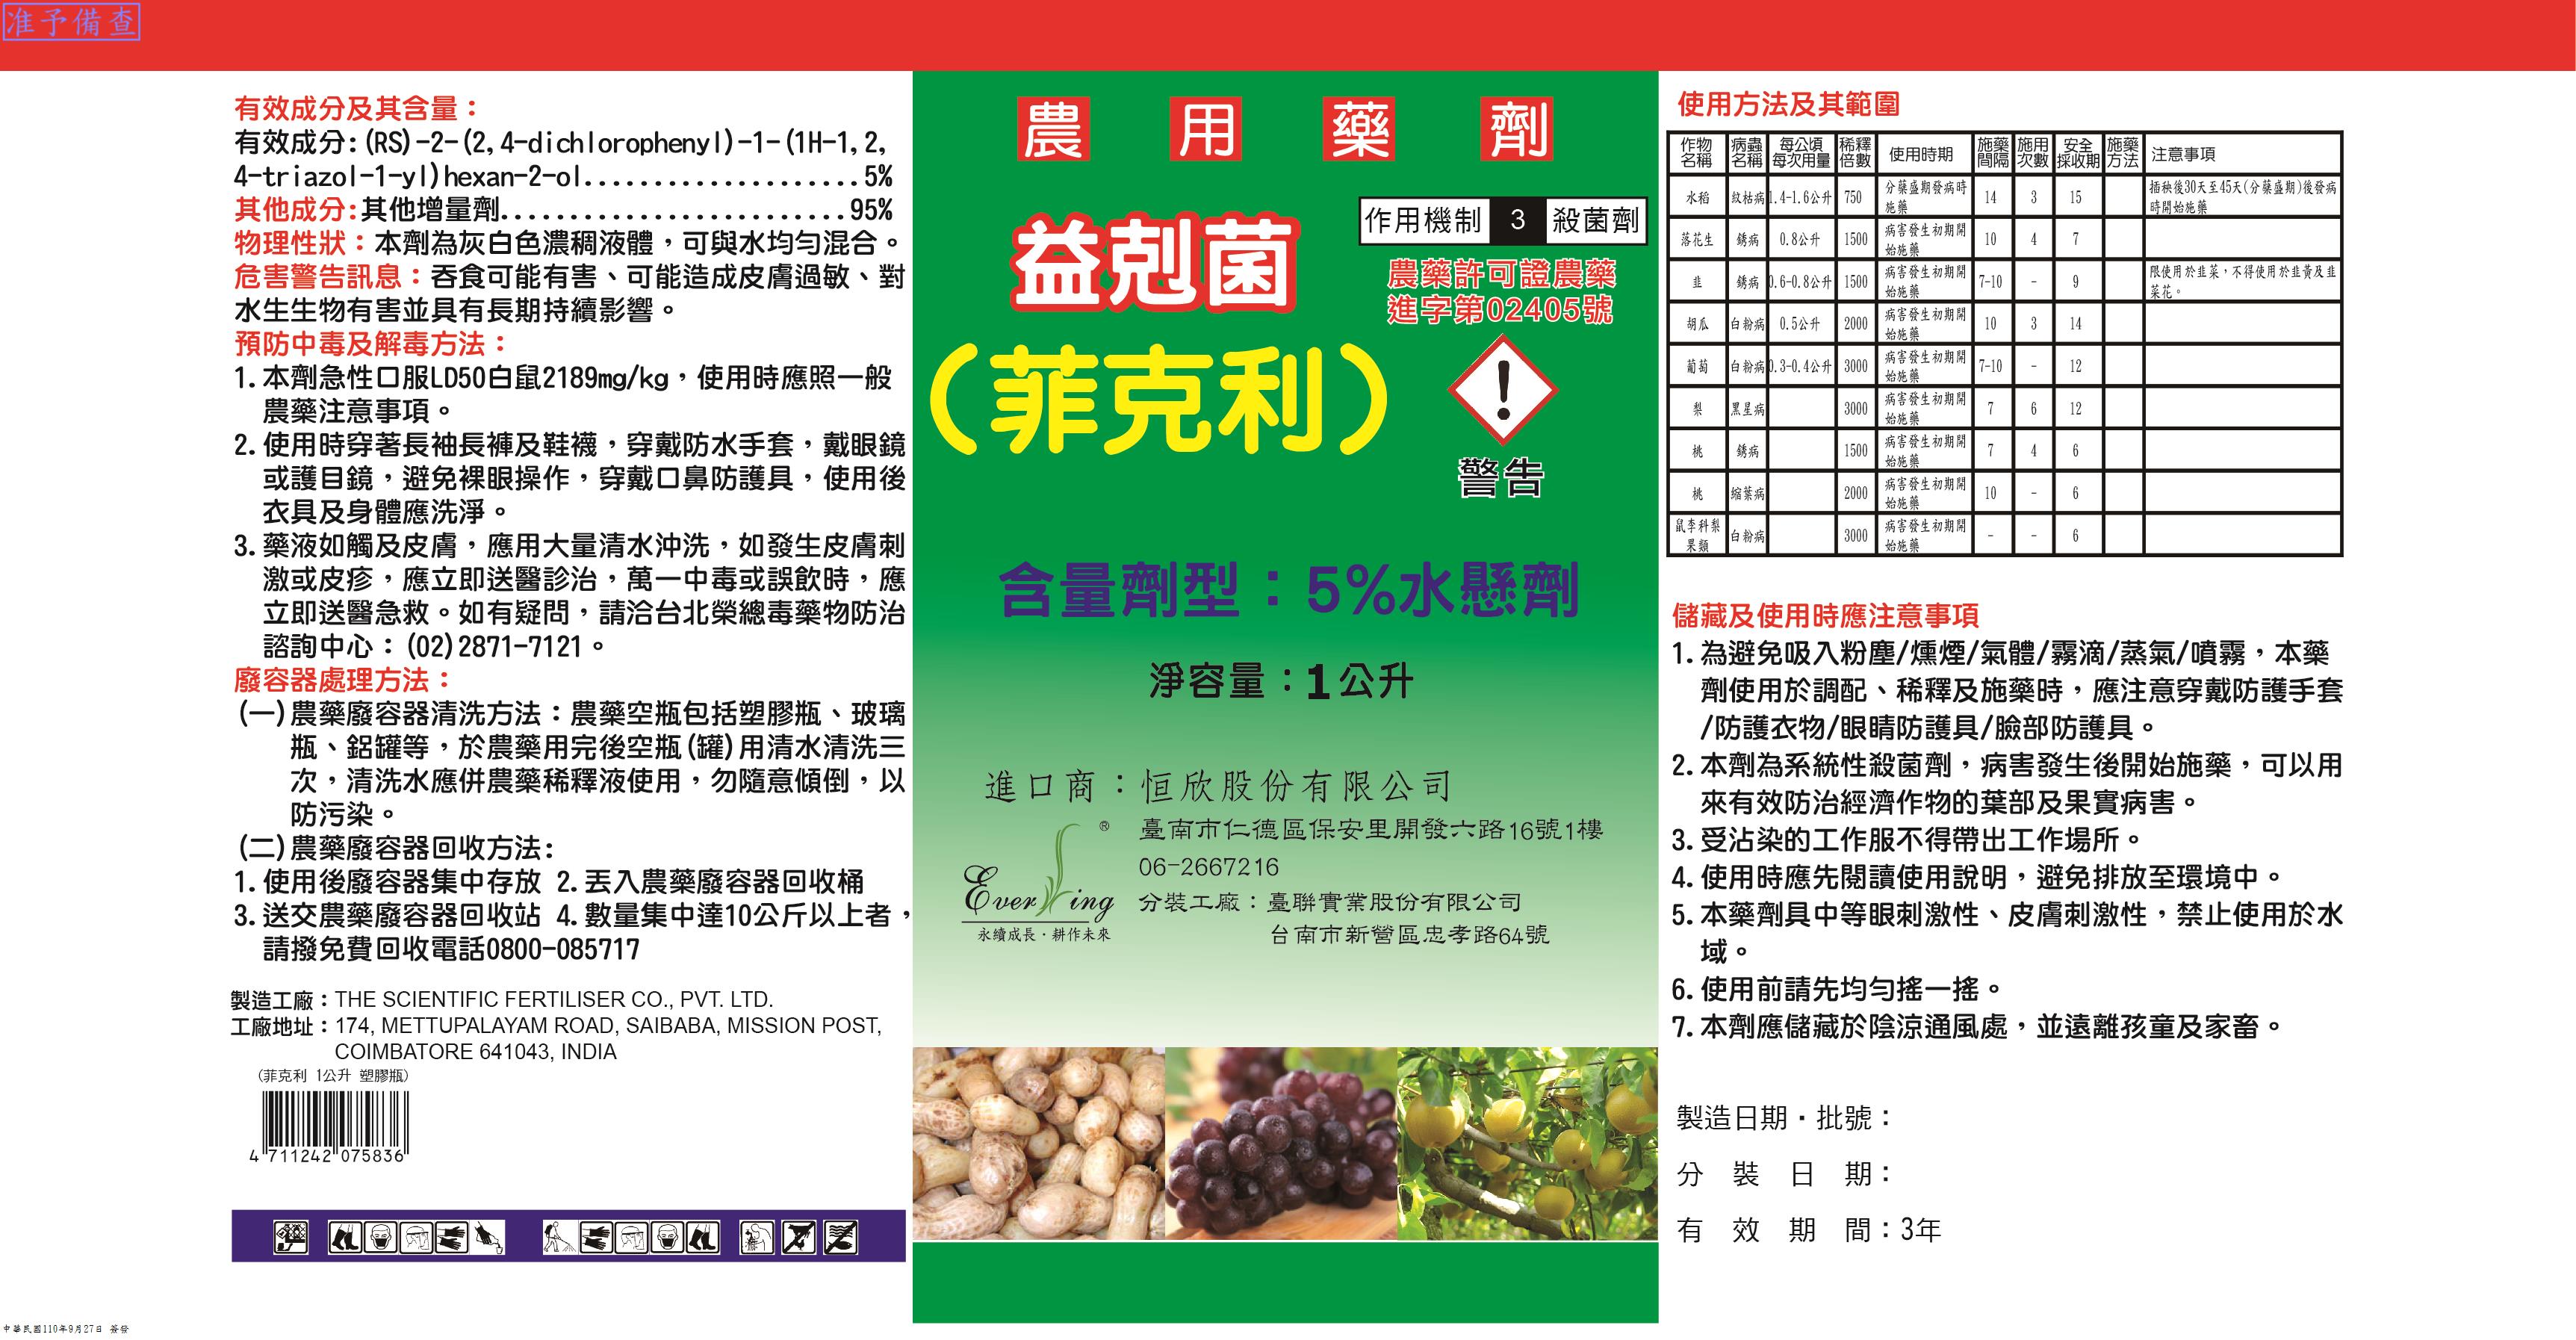 准予備查
有效成分及其含量：
有效成分:(RS)-2-(2,4-dichlorophenyl)-1-(1H-1,2,
4-triazol-1-yl)hexan-2-ol....................5%
其他成分:其他增量劑.........................95%
物理性狀：本劑為灰白色濃稠液體，可與水均勻混合。
危害警告訊息：吞食可能有害、可能造成皮膚過敏、對
水生生物有害並具有長期持續影響。
預防中毒及解毒方法：
1.本劑急性口服LD50白鼠2189mg/kg，使用時應照一般
農藥注意事項。
2.使用時穿著長袖長褲及鞋襪，穿戴防水手套，戴眼鏡
或護目鏡，避免裸眼操作，穿戴口鼻防護具，使用後
衣具及身體應洗淨。
3.藥液如觸及皮膚，應用大量清水沖洗，如發生皮膚刺
激或皮疹，應立即送醫診治，萬一中毒或誤飲時，應
立即送醫急救。如有疑問，請洽台北榮總毒藥物防治
諮詢中心：(02)2871-7121。
廢容器處理方法：
(一)農藥廢容器清洗方法：農藥空瓶包括塑膠瓶、玻璃
瓶、鋁罐等，於農藥用完後空瓶(罐)用清水清洗三
次，清洗水應併農藥稀釋液使用，勿隨意傾倒，以
防污染。
(二)農藥廢容器回收方法:
1.使用後廢容器集中存放 2.丟入農藥廢容器回收桶
3.送交農藥廢容器回收站 4.數量集中達10公斤以上者，
請撥免費回收電話0800-085717
製造工廠：THE SCIENTIFIC FERTILISER CO., PVT. LTD.
工廠地址：174, METTUPALAYAM ROAD, SAIBABA, MISSION POST,
COIMBATORE 641043, INDIA
(菲克利 1公升 塑膠瓶)
4 711242 075836
農 用 藥 劑
益剋菌
作用機制 3 殺菌劑
農藥許可證農藥
進字第02405號
（菲克利）
警告
含量劑型：5%水懸劑
淨容量：1公升
進口商：恒欣股份有限公司
臺南市仁德區保安里開發六路16號1樓
06-2667216
分裝工廠：臺聯實業股份有限公司
台南市新營區忠孝路64號
®
Ever ing
永續成長·耕作未來
使用方法及其範圍
作物名稱 病蟲名稱 每公頃每次用量 稀釋倍數 使用時期 施藥間隔 施用次數 安全採收期 施藥方法 注意事項
水稻 紋枯病 1.4-1.6公升 750 分蘗盛期發病時施藥 14 3 15 插秧後30天至45天(分蘗盛期)後發病時開始施藥
落花生 銹病 0.8公升 1500 病害發生初期開始施藥 10 4 7
韭 銹病 0.6-0.8公升 1500 病害發生初期開始施藥 7-10 - 9 限使用於韭菜，不得使用於韭黃及韭菜花。
胡瓜 白粉病 0.5公升 2000 病害發生初期開始施藥 10 3 14
葡萄 白粉病 0.3-0.4公升 3000 病害發生初期開始施藥 7-10 - 12
梨 黑星病 3000 病害發生初期開始施藥 7 6 12
桃 銹病 1500 病害發生初期開始施藥 7 4 6
桃 縮葉病 2000 病害發生初期開始施藥 10 - 6
鼠李科梨果類 白粉病 3000 病害發生初期開始施藥 - - 6
儲藏及使用時應注意事項
1.為避免吸入粉塵/燻煙/氣體/霧滴/蒸氣/噴霧，本藥
劑使用於調配、稀釋及施藥時，應注意穿戴防護手套
/防護衣物/眼睛防護具/臉部防護具。
2.本劑為系統性殺菌劑，病害發生後開始施藥，可以用
來有效防治經濟作物的葉部及果實病害。
3.受沾染的工作服不得帶出工作場所。
4.使用時應先閱讀使用說明，避免排放至環境中。
5.本藥劑具中等眼刺激性、皮膚刺激性，禁止使用於水
域。
6.使用前請先均勻搖一搖。
7.本劑應儲藏於陰涼通風處，並遠離孩童及家畜。
製造日期·批號：
分裝日期：
有效期間：3年
中華民國110年9月27日 簽發